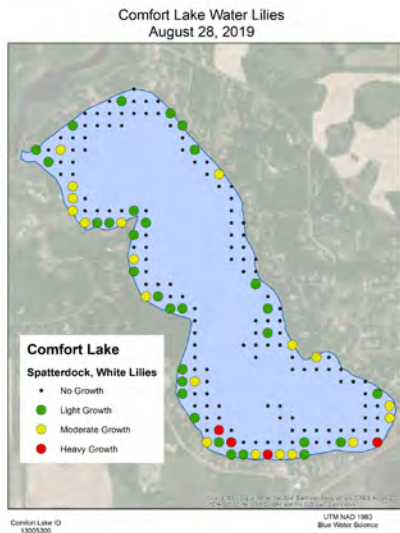 Comfort Lake Water Lilies
August 28, 2019
Comfort Lake
Spatterdock, White Lilies
No Growth
Light Growth
Moderate Growth
Heavy Growth
Comfort Lake ID
13005300
UTM NAD 1983
Blue Water Science